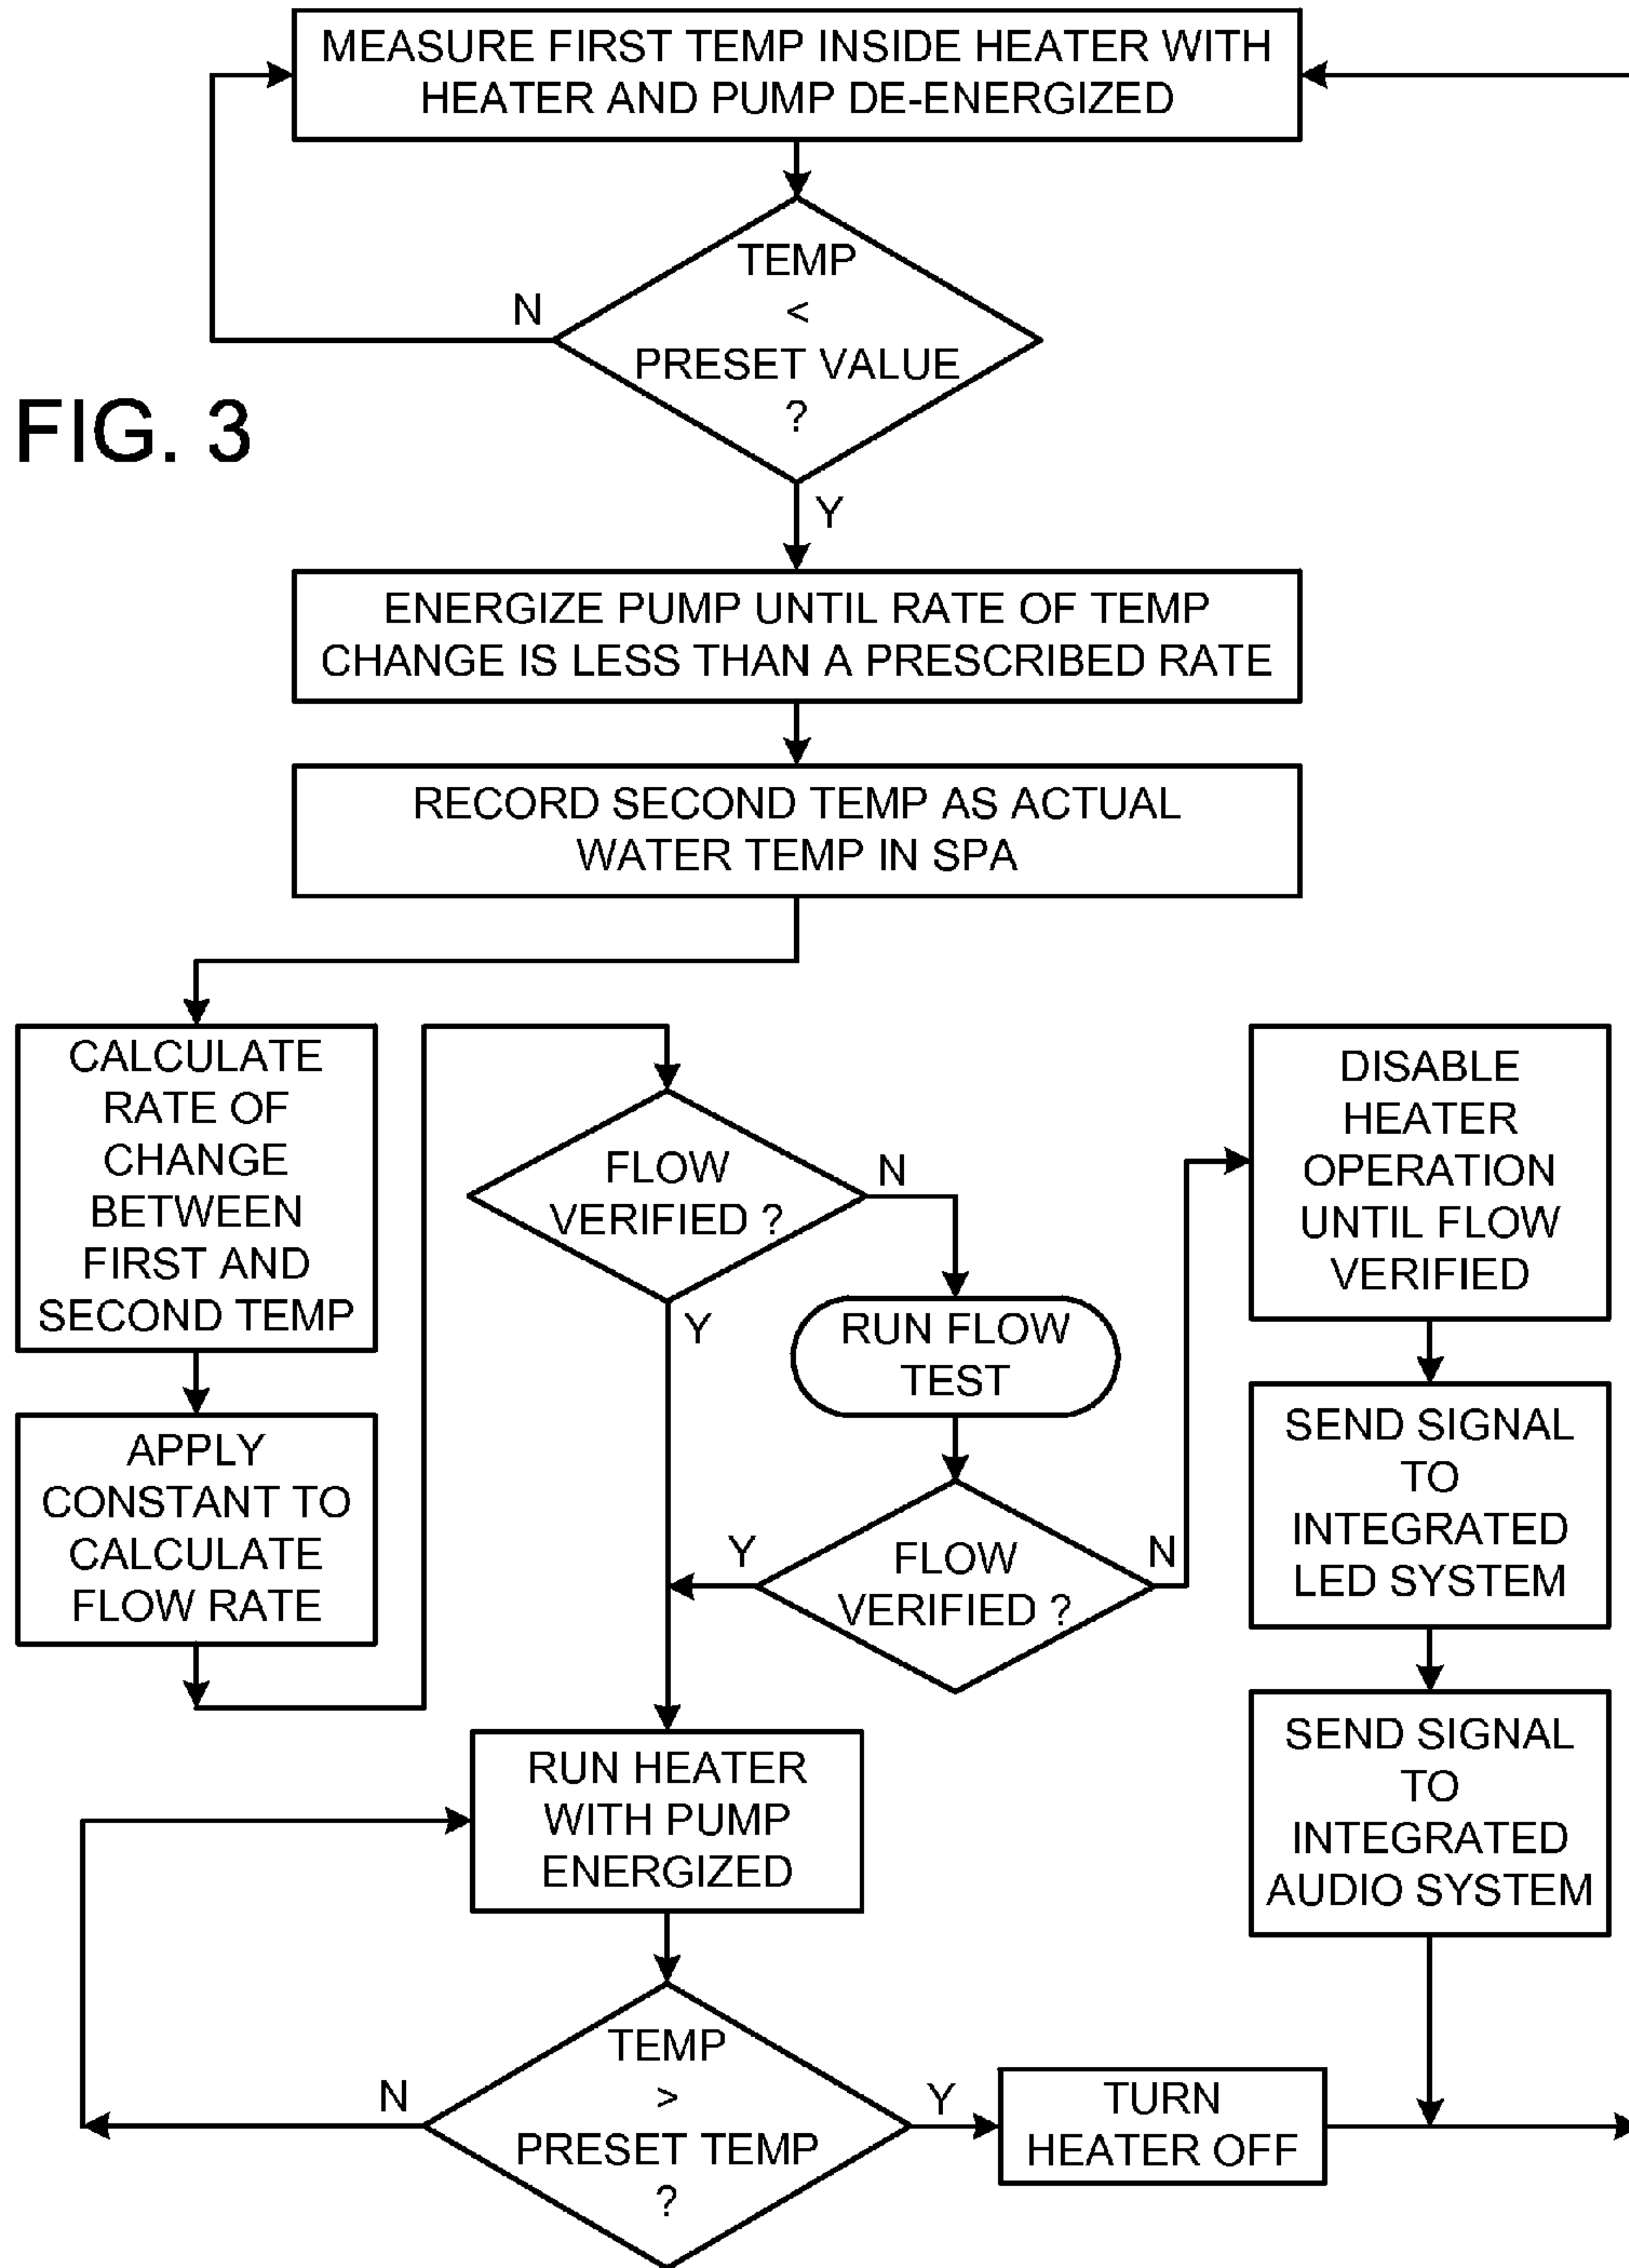 MEASURE FIRST TEMP INSIDE HEATER WITH
HEATER AND PUMP DE-ENERGIZED
TEMP
<
PRESET VALUE
?
N
Y
FIG. 3
ENERGIZE PUMP UNTIL RATE OF TEMP
CHANGE IS LESS THAN A PRESCRIBED RATE
RECORD SECOND TEMP AS ACTUAL
WATER TEMP IN SPA
CALCULATE
RATE OF
CHANGE
BETWEEN
FIRST AND
SECOND TEMP
APPLY
CONSTANT TO
CALCULATE
FLOW RATE
FLOW
VERIFIED ?
N
Y
RUN FLOW
TEST
FLOW
VERIFIED ?
Y
N
DISABLE
HEATER
OPERATION
UNTIL FLOW
VERIFIED
SEND SIGNAL
TO
INTEGRATED
LED SYSTEM
SEND SIGNAL
TO
INTEGRATED
AUDIO SYSTEM
RUN HEATER
WITH PUMP
ENERGIZED
TEMP
>
PRESET TEMP
?
N
Y
TURN
HEATER OFF